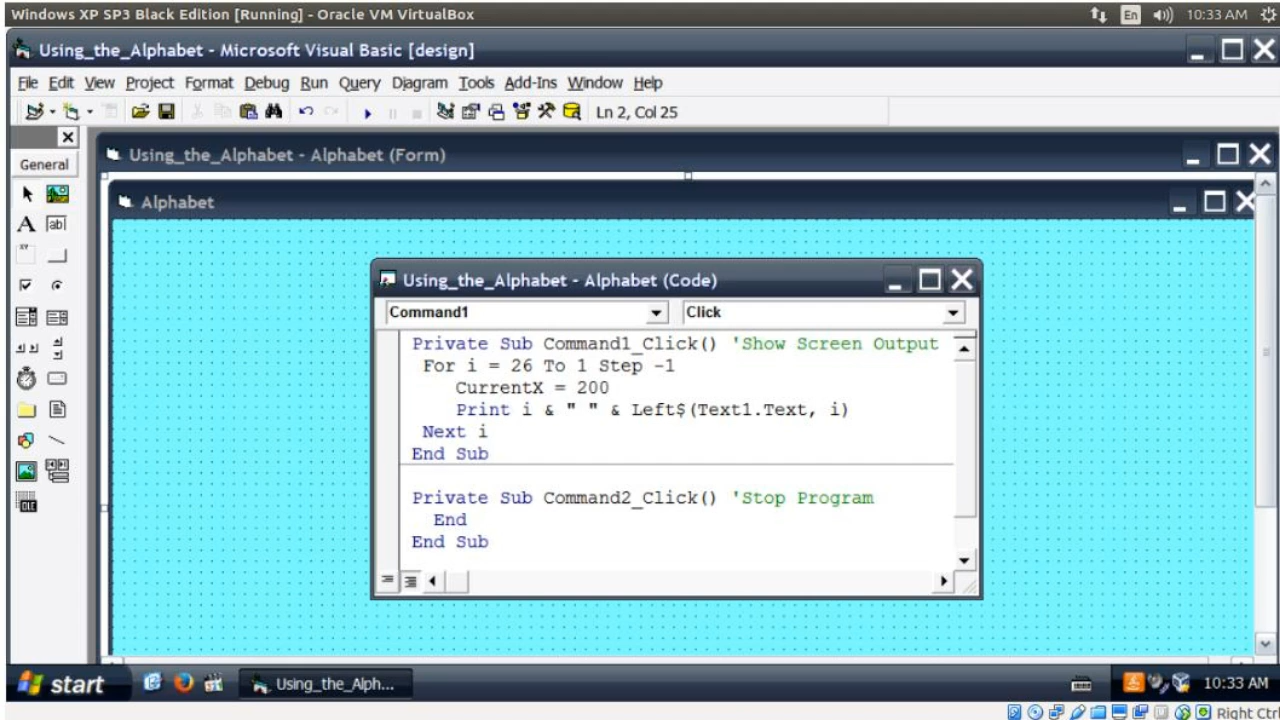 Windows XP SP3 Black Edition [Running] - Oracle VM VirtualBox
En 10:33 AM
Using_the_Alphabet - Microsoft Visual Basic [design]
File Edit View Project Format Debug Run Query Diagram Tools Add-Ins Window Help
Ln 2, Col 25
General
Using_the_Alphabet - Alphabet (Form)
Alphabet
A ab|
XY
Using_the_Alphabet - Alphabet (Code)
Command1 Click
Private Sub Command1_Click() 'Show Screen Output
For i = 26 To 1 Step -1
CurrentX = 200
Print i & " " & Left$(Text1.Text, i)
Next i
End Sub
Private Sub Command2_Click() 'Stop Program
End
End Sub
OLE
start Using_the_Alph... 10:33 AM
Right Ctrl